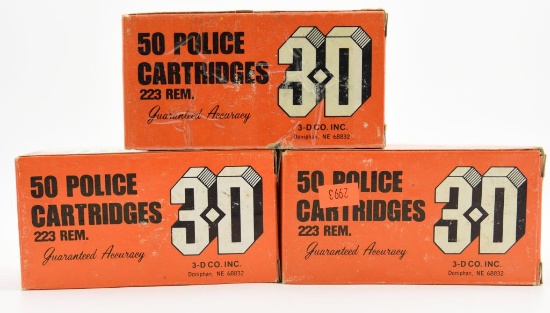 50 POLICE
CARTRIDGES
223 REM.
Guaranteed Accuracy
3-D
3-D CO. INC.
Doniphan, NE 68832
50 POLICE
CARTRIDGES
223 REM.
Guaranteed Accuracy
3-D
3-D CO. INC.
Doniphan, NE 68832
50 POLICE
CARTRIDGES
223 REM.
Guaranteed Accuracy
2993
3-D
3-D CO. INC.
Doniphan, NE 68832